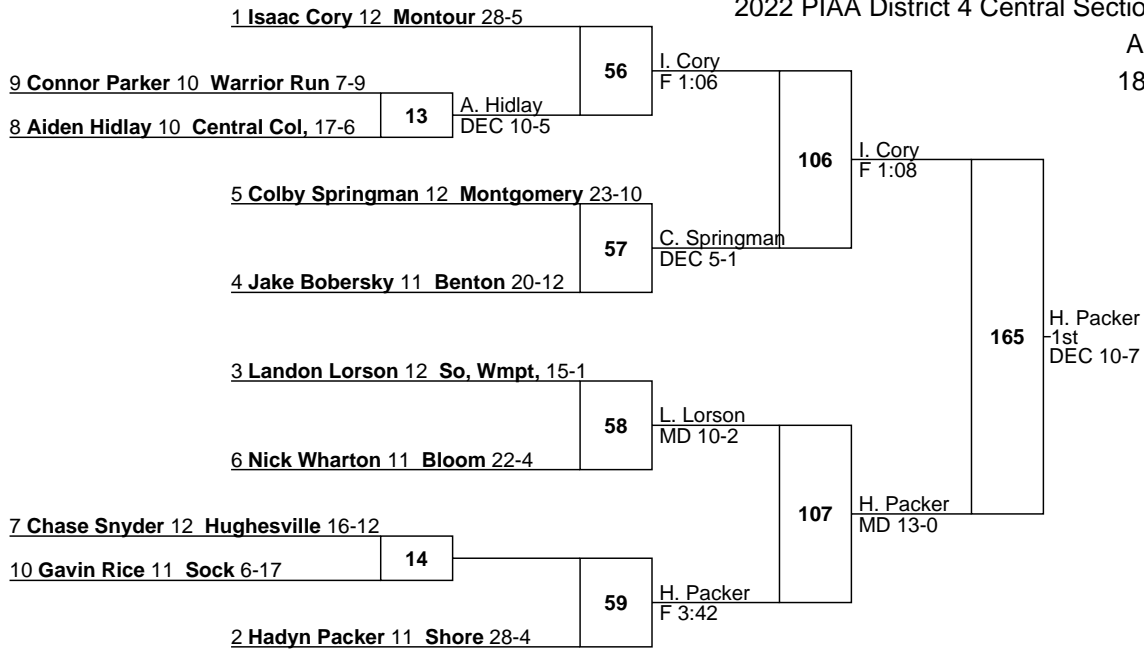 2022 PIAA District 4 Central Sectio
A
18
1 Isaac Cory 12 Montour 28-5
56
I. Cory
F 1:06
9 Connor Parker 10 Warrior Run 7-9
13
A. Hidlay
DEC 10-5
8 Aiden Hidlay 10 Central Col, 17-6
106
I. Cory
F 1:08
5 Colby Springman 12 Montgomery 23-10
57
C. Springman
DEC 5-1
4 Jake Bobersky 11 Benton 20-12
165
H. Packer
1st
DEC 10-7
3 Landon Lorson 12 So, Wmpt, 15-1
58
L. Lorson
MD 10-2
6 Nick Wharton 11 Bloom 22-4
107
H. Packer
MD 13-0
7 Chase Snyder 12 Hughesville 16-12
14
10 Gavin Rice 11 Sock 6-17
59
H. Packer
F 3:42
2 Hadyn Packer 11 Shore 28-4